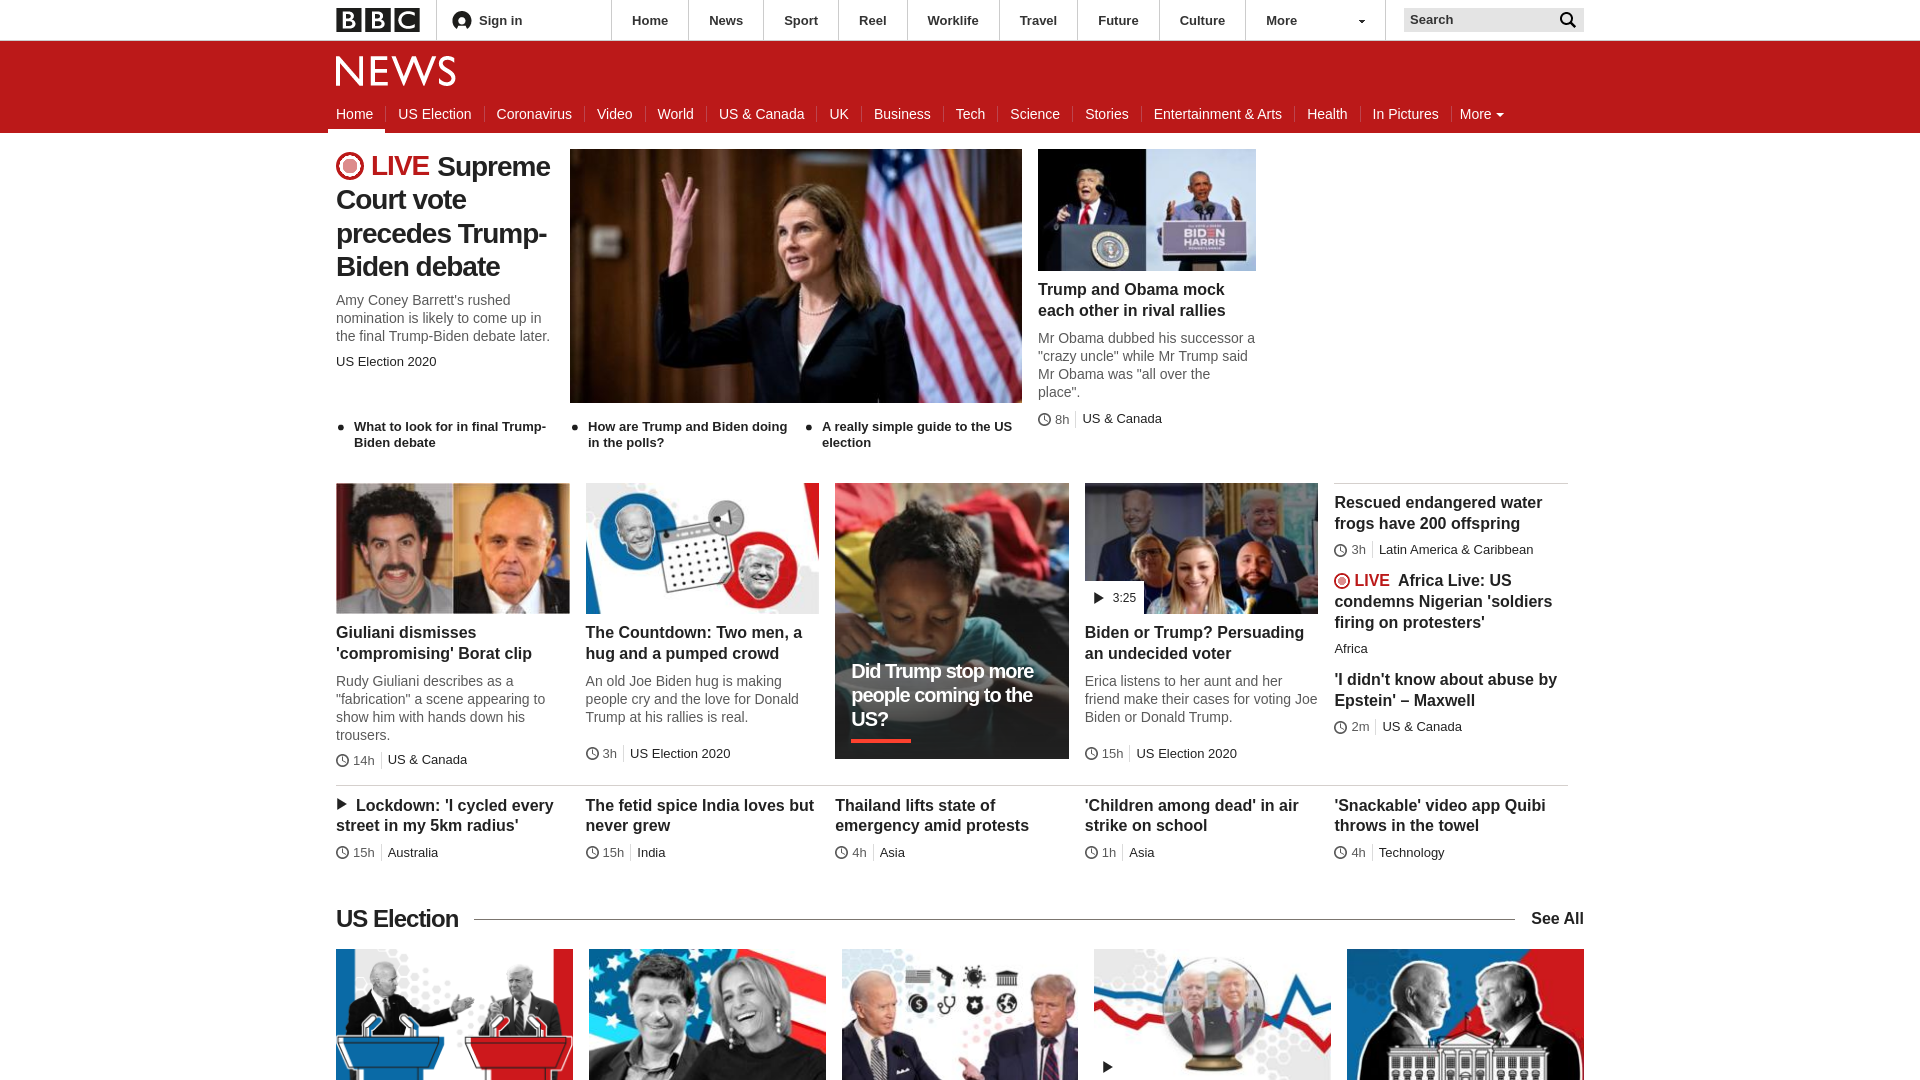 BBC
Sign in
Home
News
Sport
Reel
Worklife
Travel
Future
Culture
More
Search
NEWS
Home
US Election
Coronavirus
Video
World
US & Canada
UK
Business
Tech
Science
Stories
Entertainment & Arts
Health
In Pictures
More
LIVE Supreme
Court vote
precedes Trump-
Biden debate
Amy Coney Barrett's rushed
nomination is likely to come up in
the final Trump-Biden debate later.
US Election 2020
BIDEN
HARRIS
Trump and Obama mock
each other in rival rallies
Mr Obama dubbed his successor a
"crazy uncle" while Mr Trump said
Mr Obama was "all over the
place".
8h
US & Canada
What to look for in final Trump-
Biden debate
How are Trump and Biden doing
in the polls?
A really simple guide to the US
election
Giuliani dismisses
'compromising' Borat clip
Rudy Giuliani describes as a
"fabrication" a scene appearing to
show him with hands down his
trousers.
14h
US & Canada
The Countdown: Two men, a
hug and a pumped crowd
An old Joe Biden hug is making
people cry and the love for Donald
Trump at his rallies is real.
3h
US Election 2020
Did Trump stop more
people coming to the
US?
3:25
Biden or Trump? Persuading
an undecided voter
Erica listens to her aunt and her
friend make their cases for voting Joe
Biden or Donald Trump.
15h
US Election 2020
Rescued endangered water
frogs have 200 offspring
3h
Latin America & Caribbean
LIVE Africa Live: US
condemns Nigerian 'soldiers
firing on protesters'
Africa
'I didn't know about abuse by
Epstein' – Maxwell
2m
US & Canada
Lockdown: 'I cycled every
street in my 5km radius'
15h
Australia
The fetid spice India loves but
never grew
15h
India
Thailand lifts state of
emergency amid protests
4h
Asia
'Children among dead' in air
strike on school
1h
Asia
'Snackable' video app Quibi
throws in the towel
4h
Technology
US Election
See All